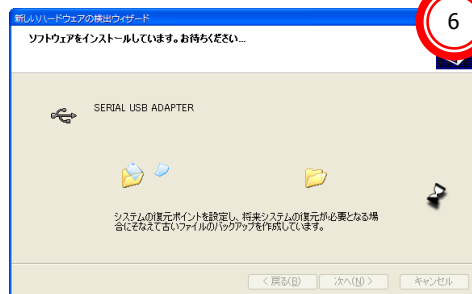 新しいハードウェアの検出ウィザード
6
ソフトウェアをインストールしています。お待ちください...
SERIAL USB ADAPTER
システムの復元ポイントを設定し、将来システムの復元が必要となる場
合にそなえて古いファイルのバックアップを作成しています。
< 戻る(B)
次へ(N) >
キャンセル